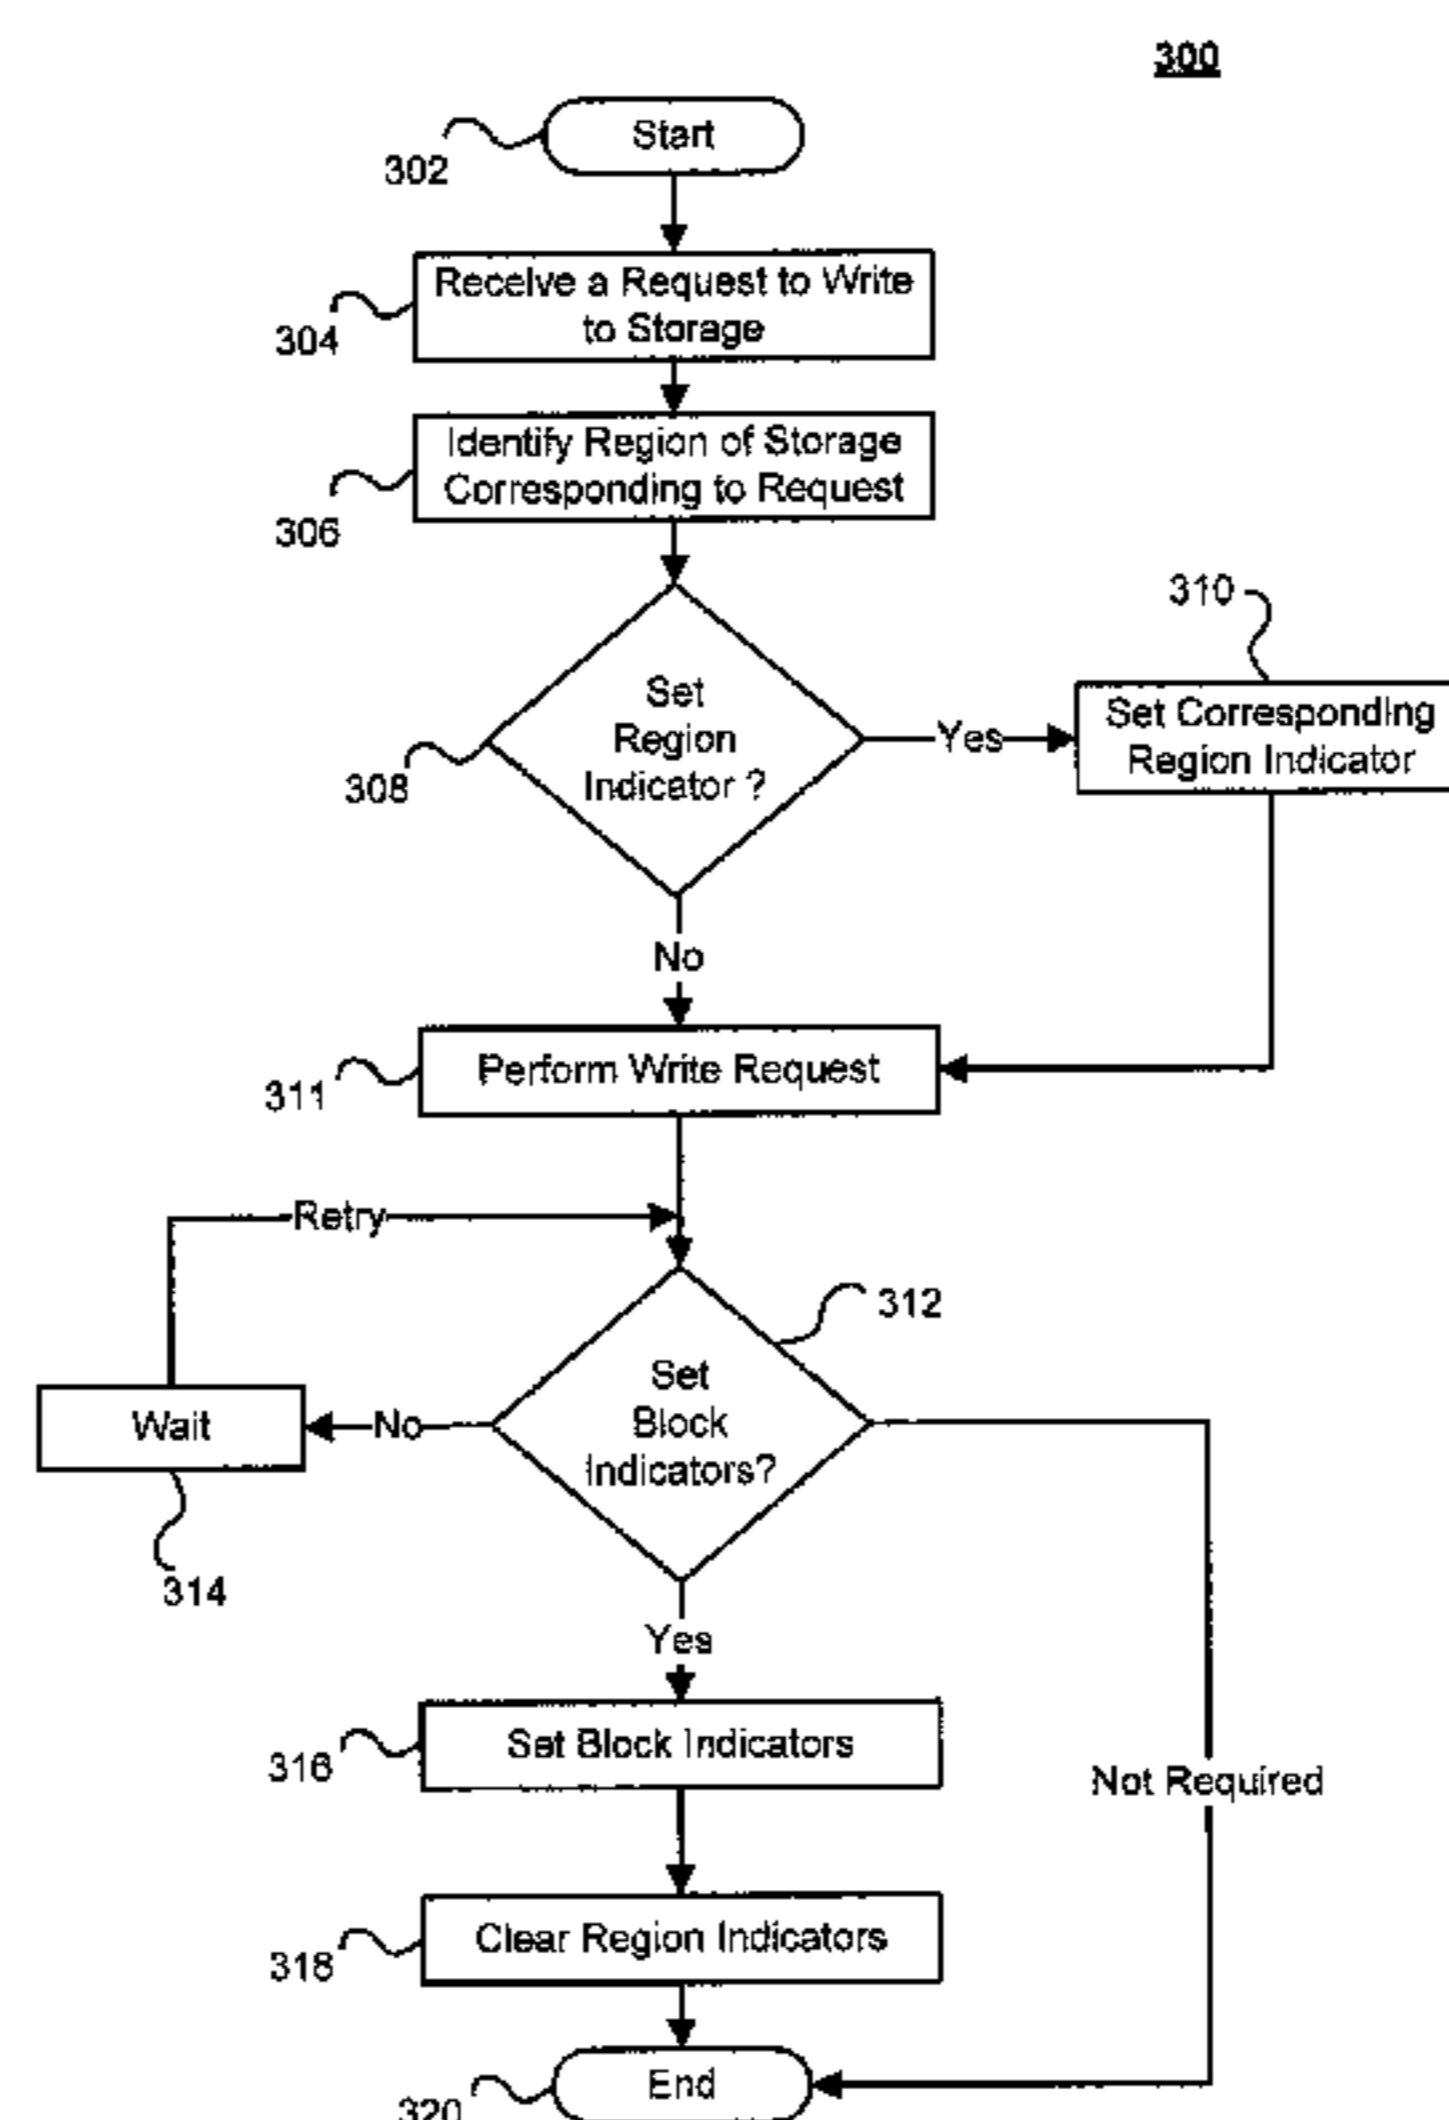 300
Start
302
Receive a Request to Write
to Storage
304
Identify Region of Storage
Corresponding to Request
306
310
Set
Region
Indicator ?
308
Yes
Set Corresponding
Region Indicator
No
Perform Write Request
311
Retry
312
Set
Block
Indicators?
No
Wait
314
Yes
Set Block Indicators
316
Not Required
Clear Region Indicators
318
End
320